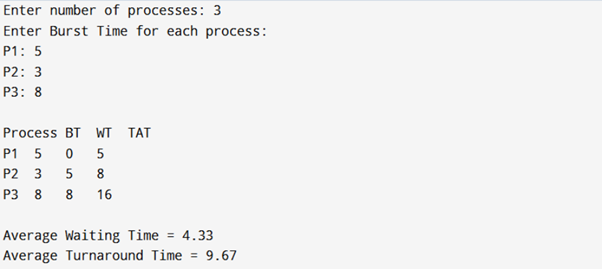 Enter number of processes: 3
Enter Burst Time for each process:
P1: 5
P2: 3
P3: 8

Process BT  WT  TAT
P1  5   0   5
P2  3   5   8
P3  8   8   16

Average Waiting Time = 4.33
Average Turnaround Time = 9.67